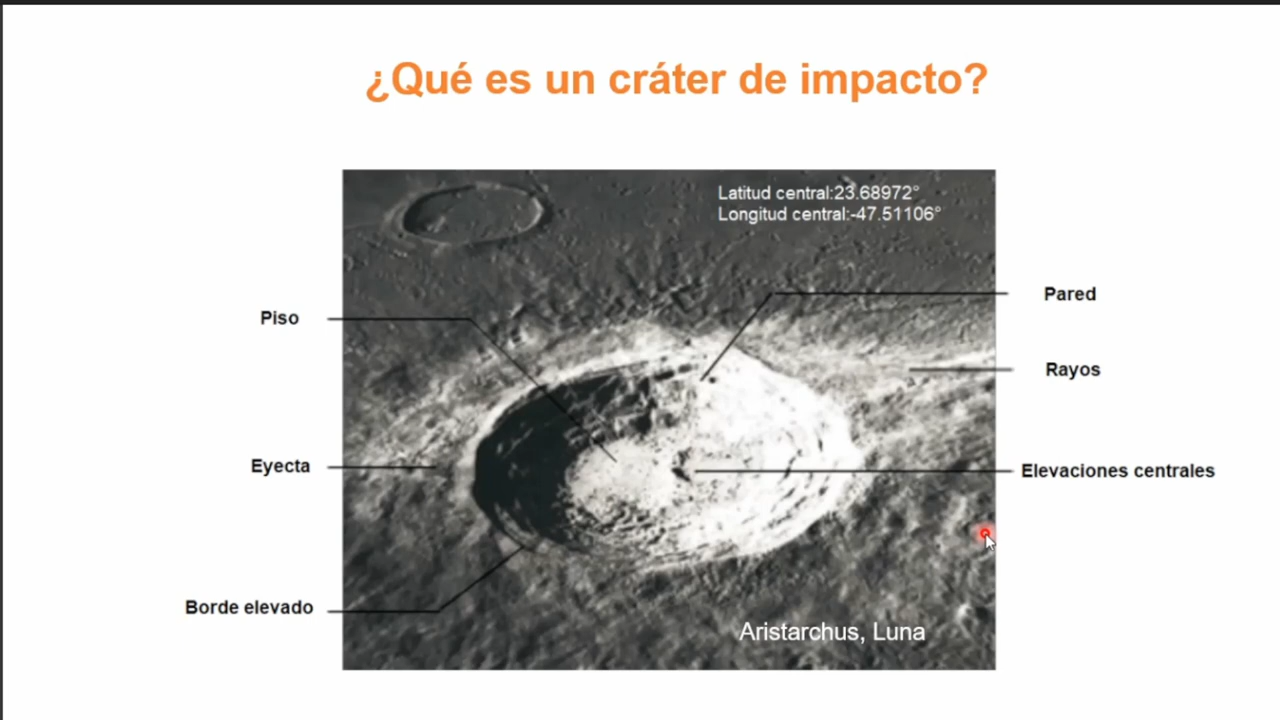 ¿Qué es un cráter de impacto?
Latitud central:23.68972°
Longitud central:-47.51106°
Pared
Piso
Rayos
Eyecta
Elevaciones centrales
Borde elevado
Aristarchus, Luna